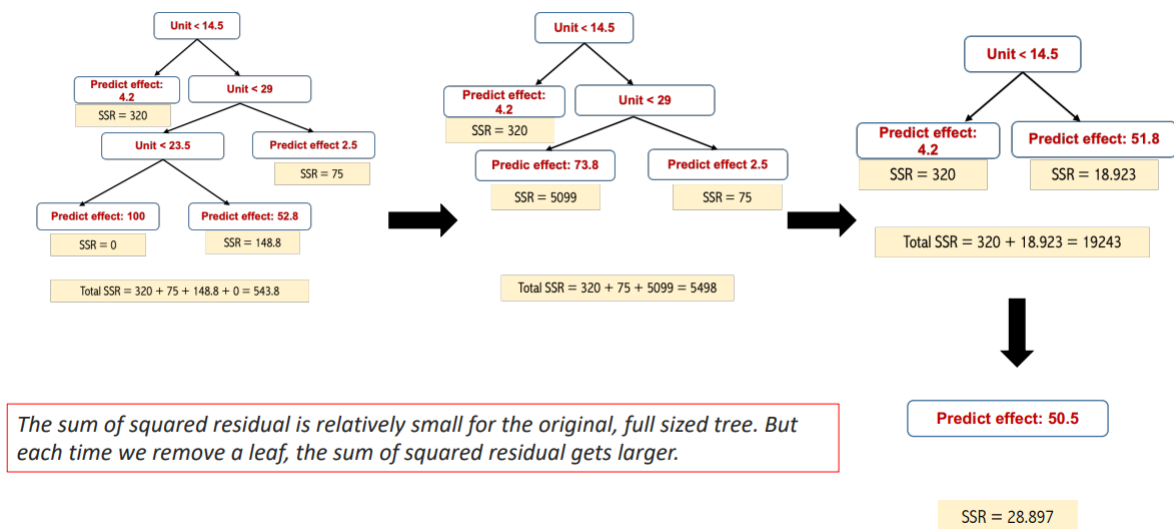 Unit < 14.5
Predict effect:
4.2
SSR = 320
Unit < 29
Unit < 23.5
Predict effect 2.5
SSR = 75
Predict effect: 100
SSR = 0
Predict effect: 52.8
SSR = 148.8
Total SSR = 320 + 75 + 148.8 + 0 = 543.8
Unit < 14.5
Predict effect:
4.2
SSR = 320
Unit < 29
Predic effect: 73.8
SSR = 5099
Predict effect 2.5
SSR = 75
Total SSR = 320 + 75 + 5099 = 5498
Unit < 14.5
Predict effect:
4.2
SSR = 320
Predict effect: 51.8
SSR = 18.923
Total SSR = 320 + 18.923 = 19243
Predict effect: 50.5
SSR = 28.897
The sum of squared residual is relatively small for the original, full sized tree. But
each time we remove a leaf, the sum of squared residual gets larger.